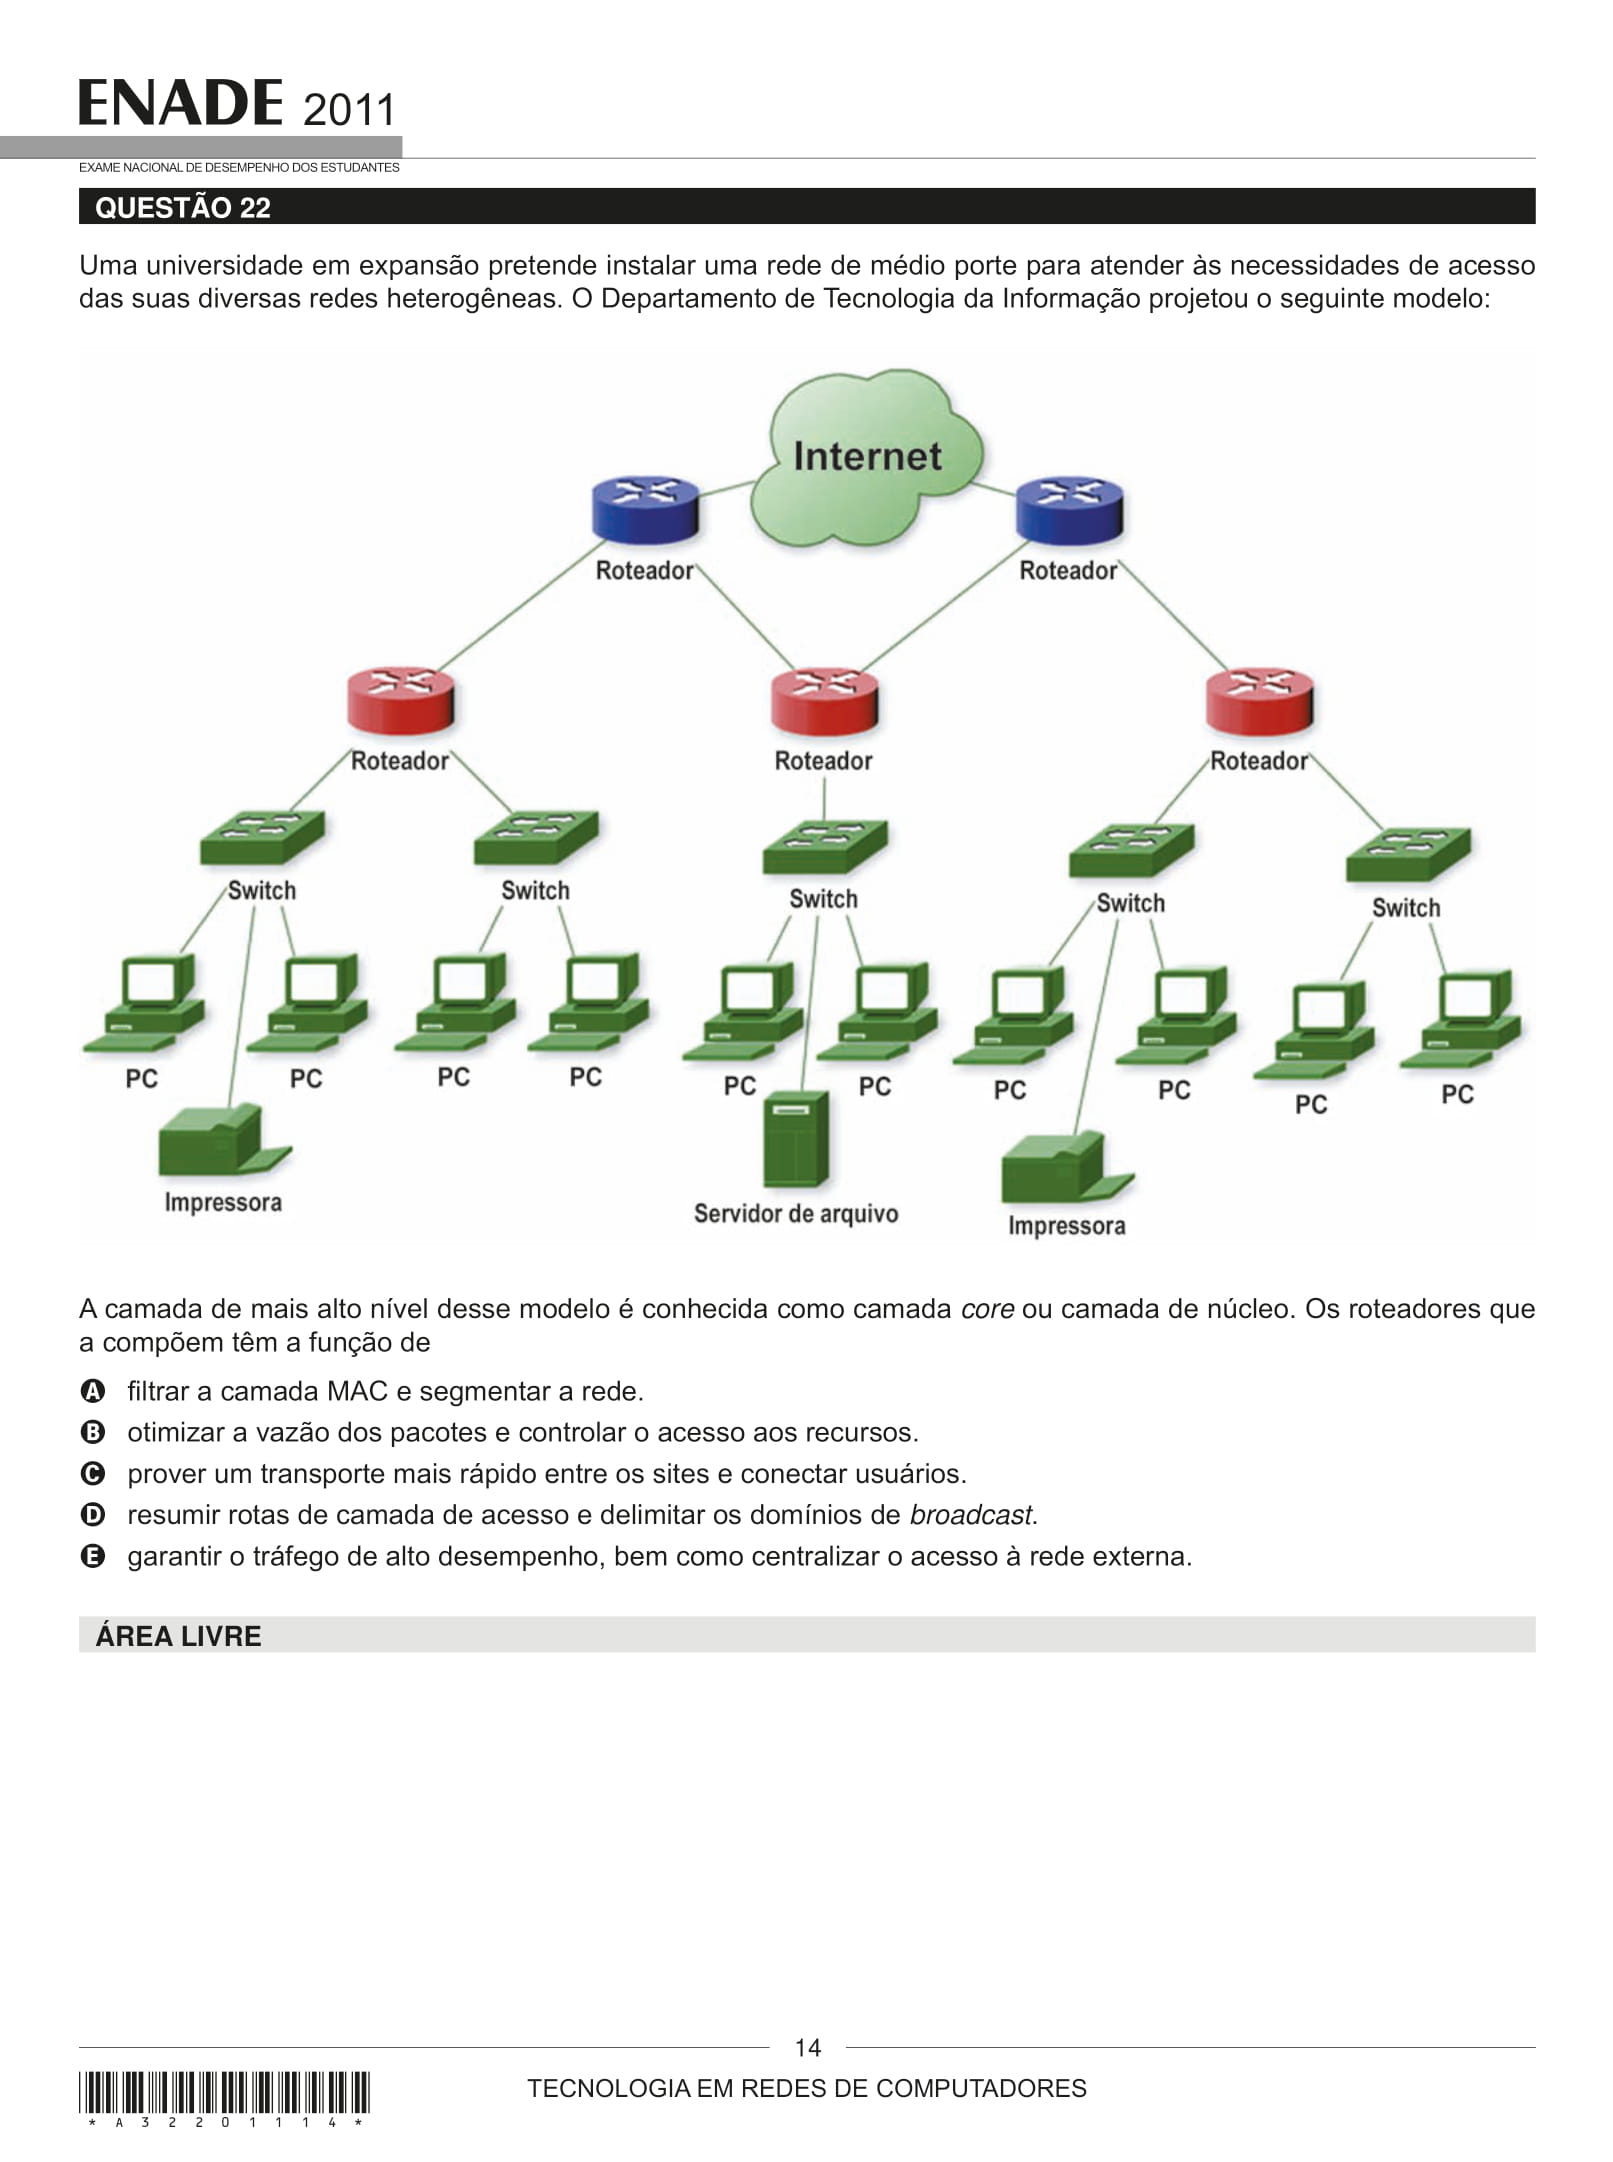 ENADE 2011
EXAME NACIONAL DE DESEMPENHO DOS ESTUDANTES
QUESTÃO 22
Uma universidade em expansão pretende instalar uma rede de médio porte para atender às necessidades de acesso
das suas diversas redes heterogêneas. O Departamento de Tecnologia da Informação projetou o seguinte modelo:
Internet
Roteador
Roteador
Roteador
Roteador
Roteador
Switch
Switch
Switch
Switch
Switch
PC
PC
PC
PC
PC
PC
PC
PC
PC
PC
Impressora
Servidor de arquivo
Impressora
A camada de mais alto nível desse modelo é conhecida como camada core ou camada de núcleo. Os roteadores que
a compõem têm a função de
A filtrar a camada MAC e segmentar a rede.
B otimizar a vazão dos pacotes e controlar o acesso aos recursos.
C prover um transporte mais rápido entre os sites e conectar usuários.
D resumir rotas de camada de acesso e delimitar os domínios de broadcast.
E garantir o tráfego de alto desempenho, bem como centralizar o acesso à rede externa.
ÁREA LIVRE
14
TECNOLOGIA EM REDES DE COMPUTADORES
* A 3 2 2 0 1 1 1 4 *